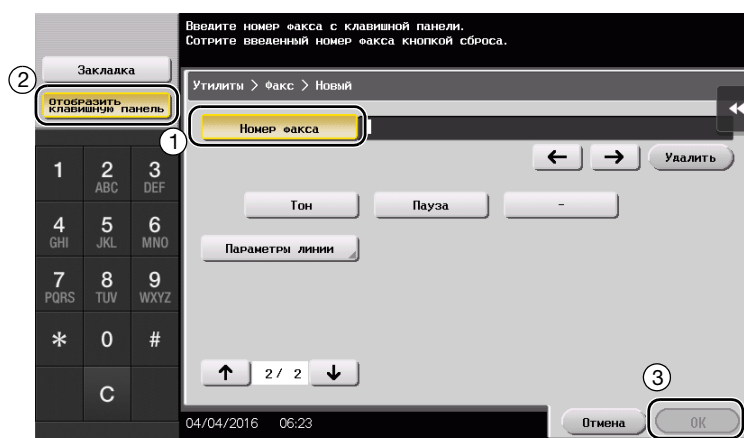 Введите номер факса с клавишной панели.
Сотрите введенный номер факса кнопкой сброса.
2
Закладка
Отобразить
клавишную панель
Утилиты > Факс > Новый
1
Номер факса
← → Удалить
1 2 ABC 3 DEF
4 GHI 5 JKL 6 MNO
7 PQRS 8 TUV 9 WXYZ
* 0 #
C
Тон Пауза -
Параметры линии
↑ 2/ 2 ↓
3
04/04/2016 06:23
Отмена OK